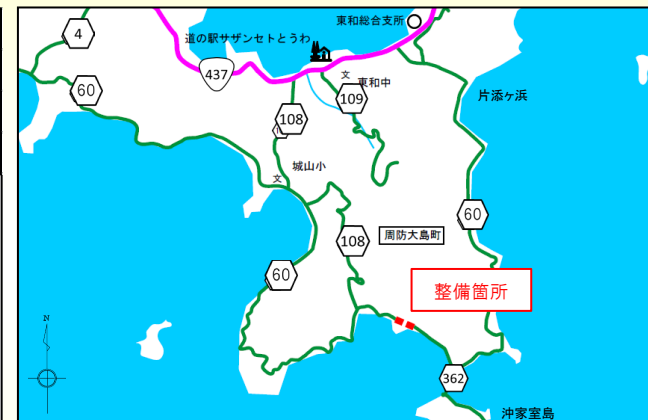 東和総合支所
4
道の駅サザンセトとうわ
437
文
東和中
60
109
片添ヶ浜
108
城山小
文
60
108
周防大島町
60
整備箇所
N
362
沖家室島